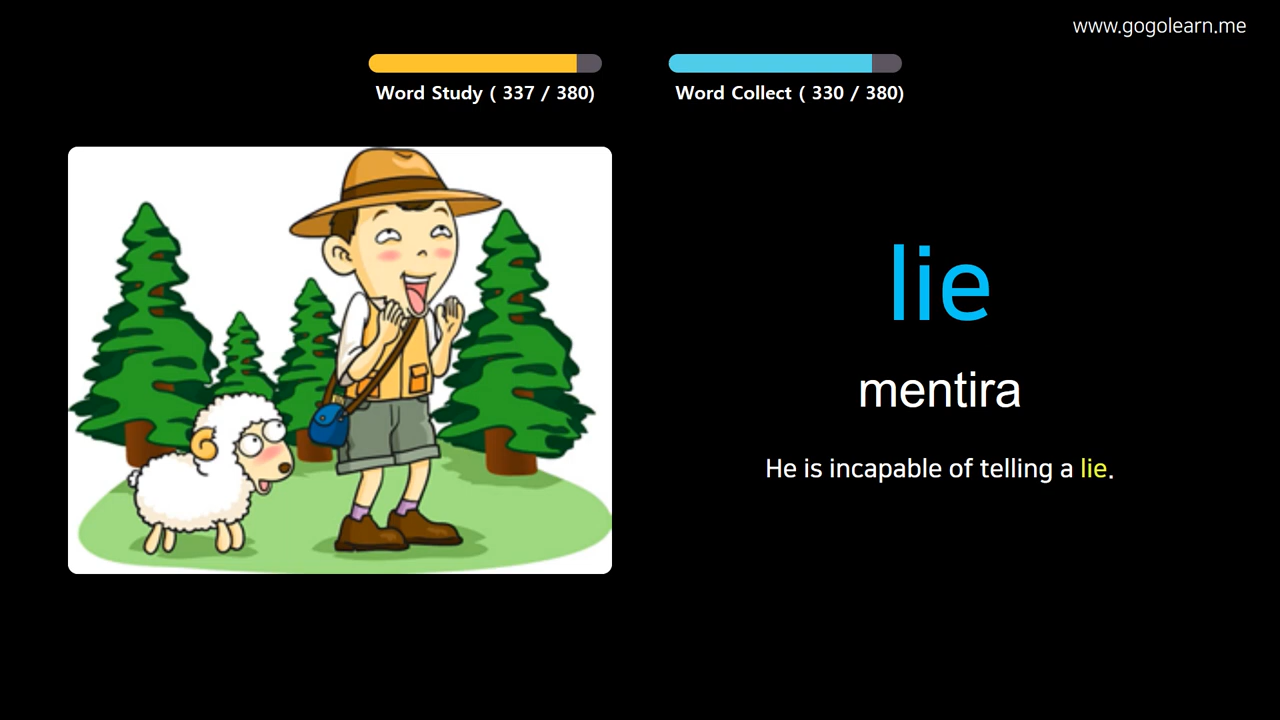 www.gogolearn.me
Word Study ( 337 / 380)
Word Collect ( 330 / 380)
lie
mentira
He is incapable of telling a lie.